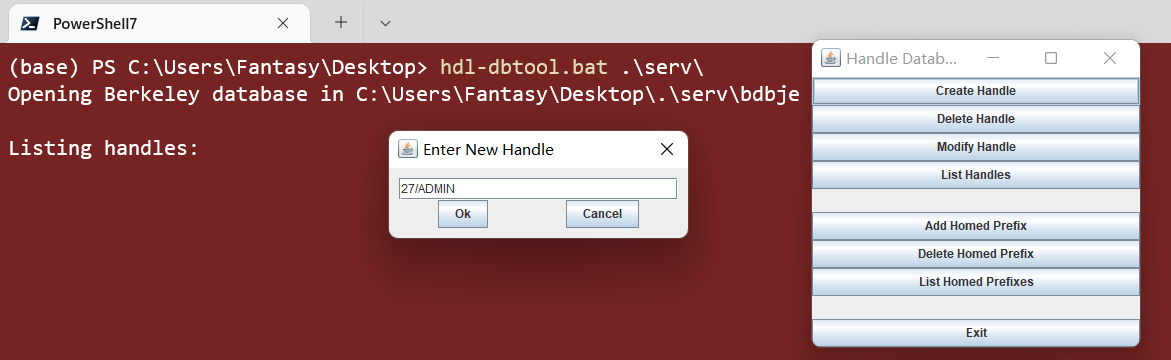 PowerShell7
(base) PS C:\Users\Fantasy\Desktop> hdl-dbtool.bat .\serv\
Opening Berkeley database in C:\Users\Fantasy\Desktop\.\serv\bdbje
Listing handles:
Enter New Handle
27/ADMIN
Ok
Cancel
Handle Datab...
Create Handle
Delete Handle
Modify Handle
List Handles
Add Homed Prefix
Delete Homed Prefix
List Homed Prefixes
Exit